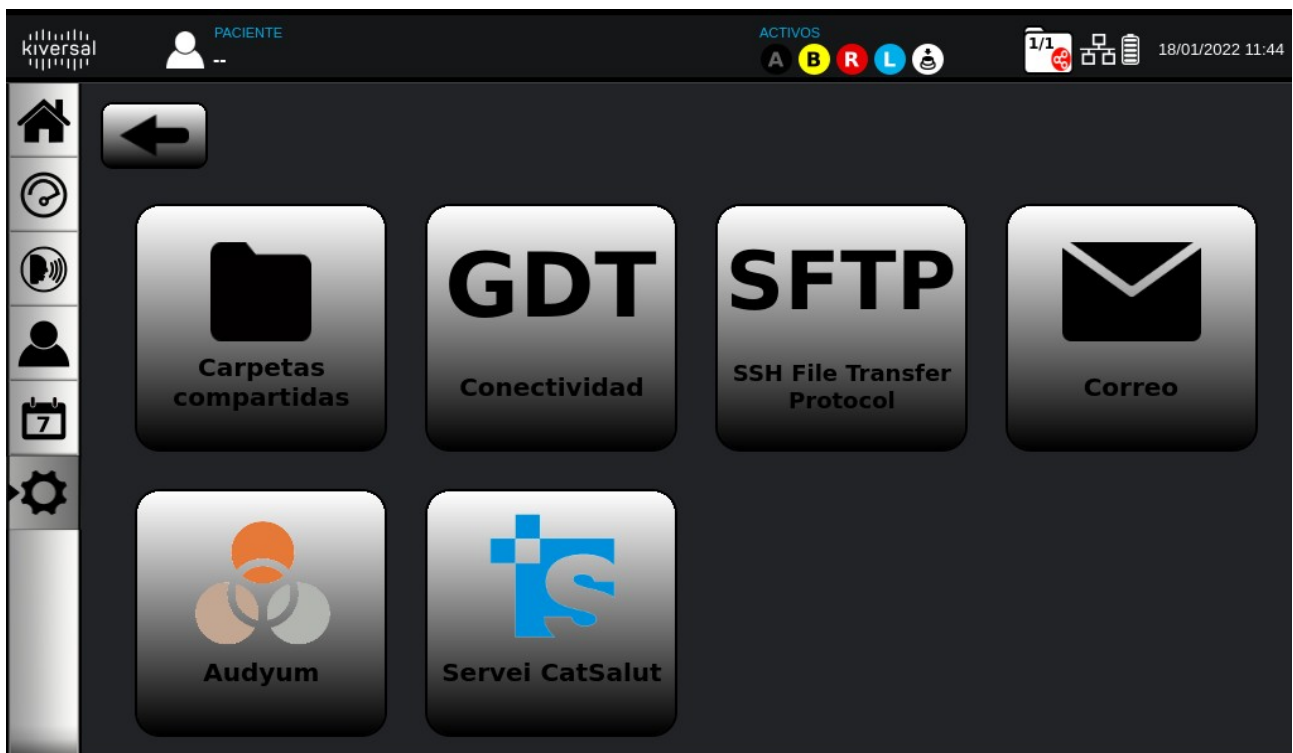 kiversal
PACIENTE
--
ACTIVOS
A B R L
1/1
18/01/2022 11:44
7
Carpetas
compartidas
GDT
Conectividad
SFTP
SSH File Transfer
Protocol
Correo
Audyum
Servei CatSalut